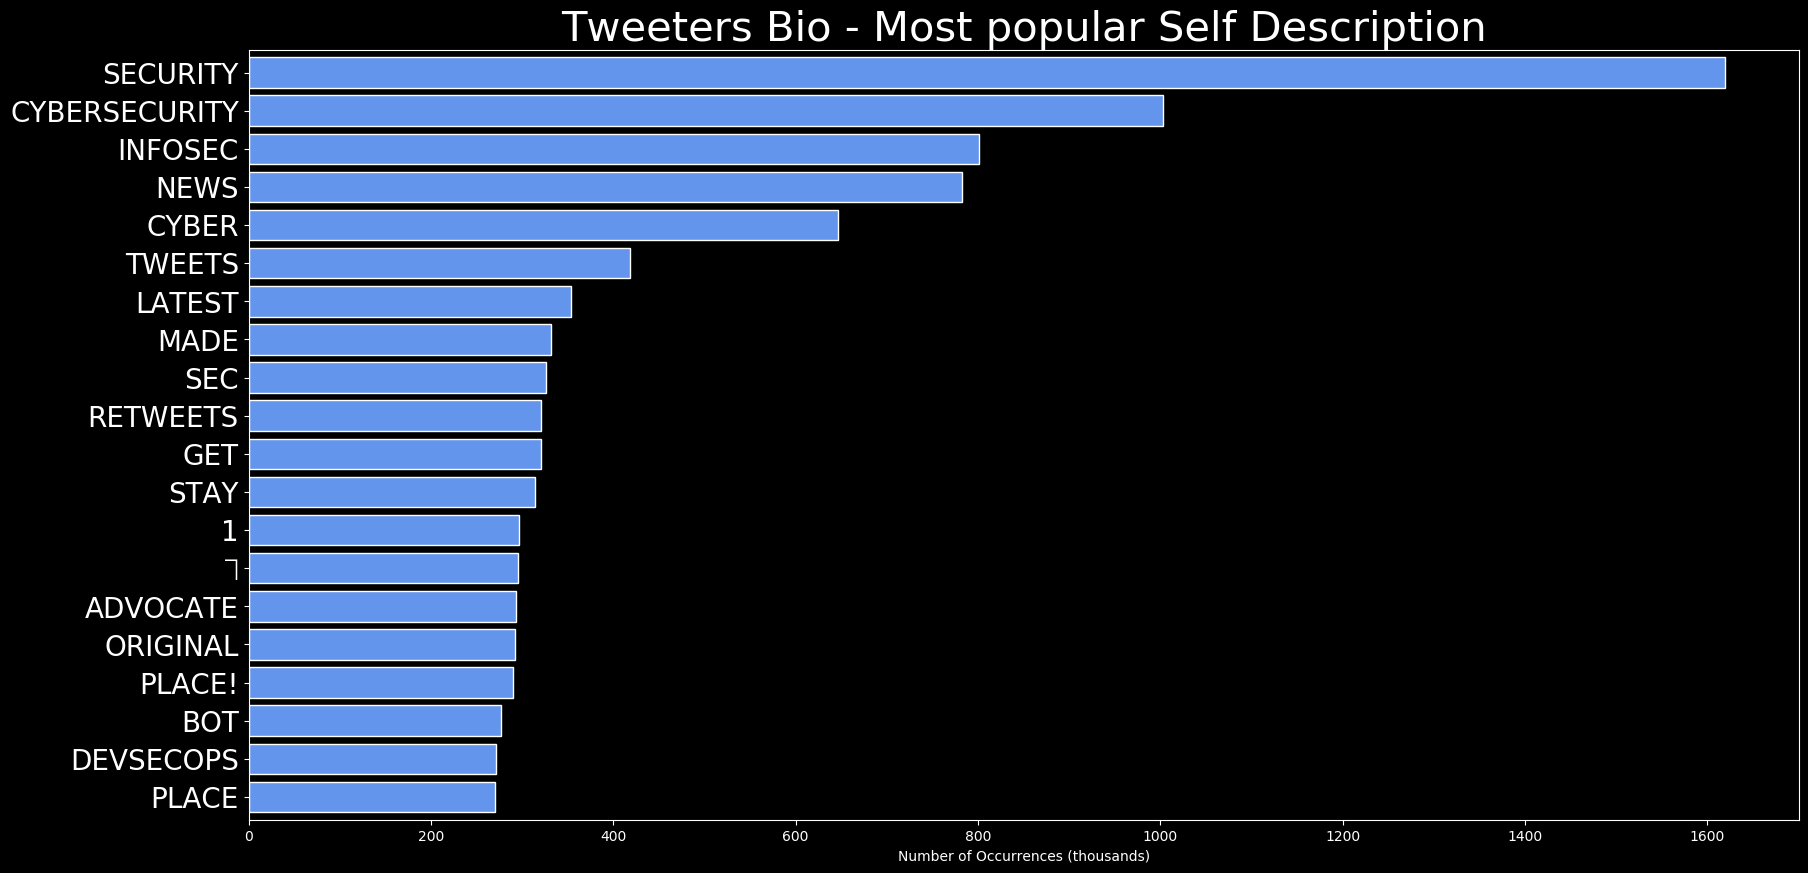 Tweeters Bio - Most popular Self Description
SECURITY
CYBERSECURITY
INFOSEC
NEWS
CYBER
TWEETS
LATEST
MADE
SEC
RETWEETS
GET
STAY
1
ADVOCATE
ORIGINAL
PLACE!
BOT
DEVSECOPS
PLACE
0 200 400 600 800 1000 1200 1400 1600
Number of Occurrences (thousands)